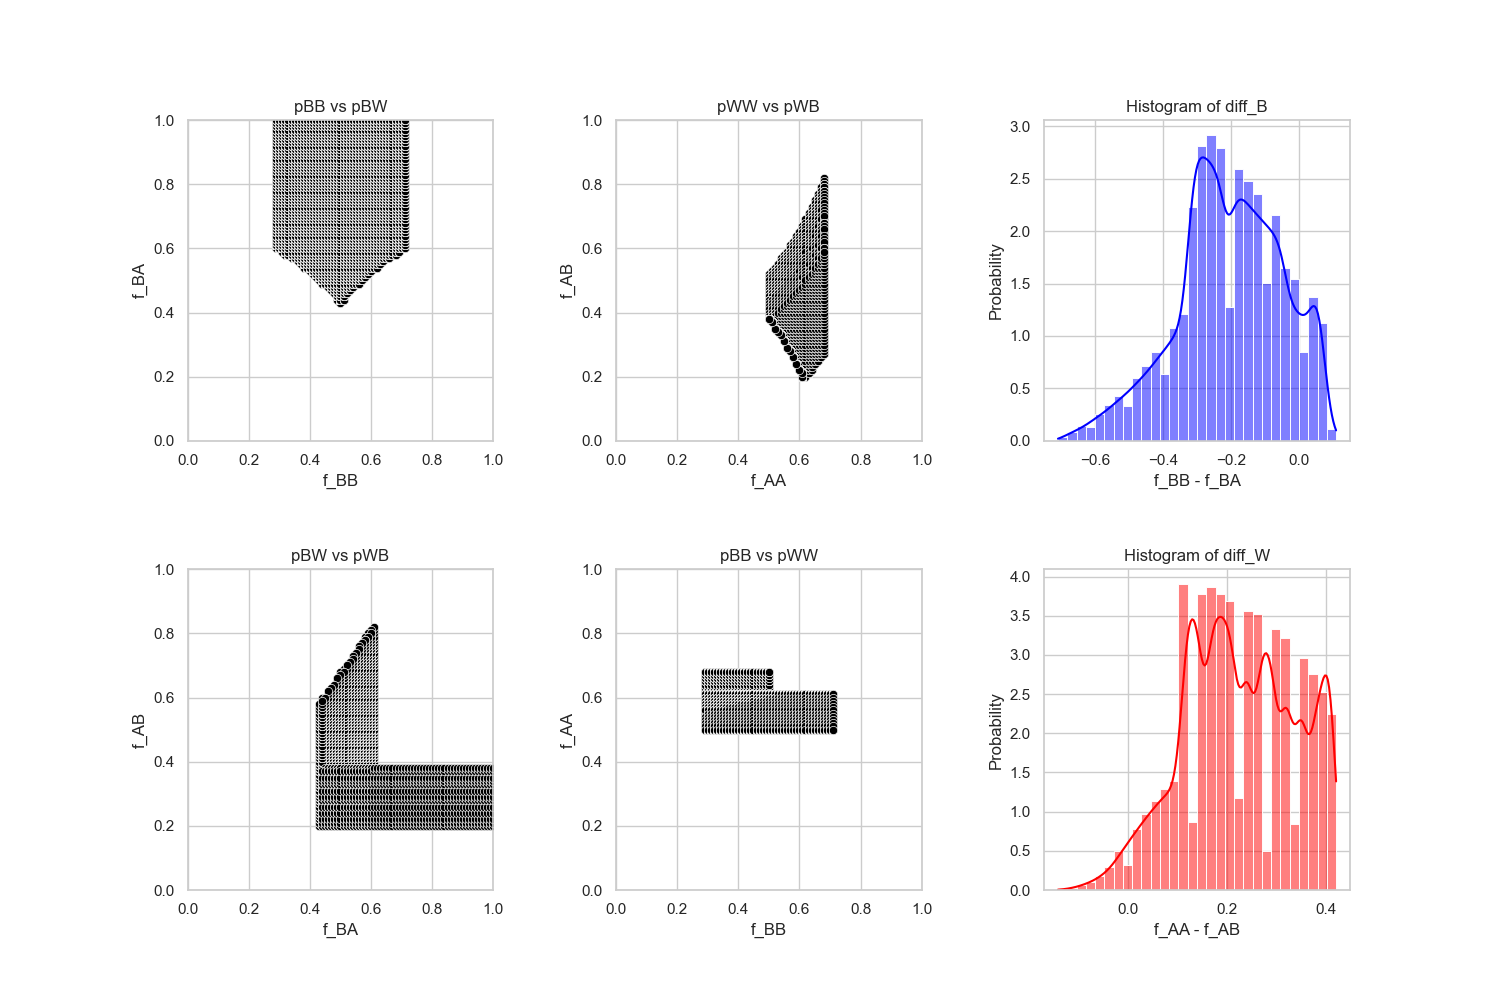 pBB vs pBW
1.0
0.8
0.6
0.4
0.2
0.0
f_BA
0.0 0.2 0.4 0.6 0.8 1.0
f_BB
pWW vs pWB
1.0
0.8
0.6
0.4
0.2
0.0
f_AB
0.0 0.2 0.4 0.6 0.8 1.0
f_AA
Histogram of diff_B
3.0
2.5
2.0
1.5
1.0
0.5
0.0
Probability
−0.6 −0.4 −0.2 0.0
f_BB - f_BA
pBW vs pWB
1.0
0.8
0.6
0.4
0.2
0.0
f_AB
0.0 0.2 0.4 0.6 0.8 1.0
f_BA
pBB vs pWW
1.0
0.8
0.6
0.4
0.2
0.0
f_AA
0.0 0.2 0.4 0.6 0.8 1.0
f_BB
Histogram of diff_W
4.0
3.5
3.0
2.5
2.0
1.5
1.0
0.5
0.0
Probability
0.0 0.2 0.4
f_AA - f_AB